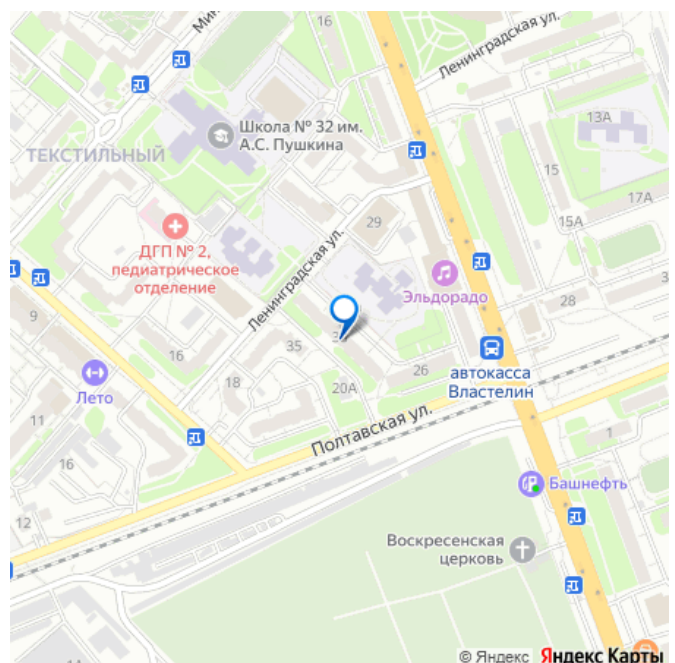 16
Ленинградская ул.
13А
Школа № 32 им.
А.С. Пушкина
ТЕКСТИЛЬНЫЙ
15
17А
15А
29
ДГП № 2,
педиатрическое
отделение
Ленинградская ул.
Эльдорадо
28
9
16
35
26
автокасса
Властелин
Лето
18
20А
11
Полтавская ул.
16
1
Башнефть
12
Воскресенская
церковь
© Яндекс Яндекс Карты